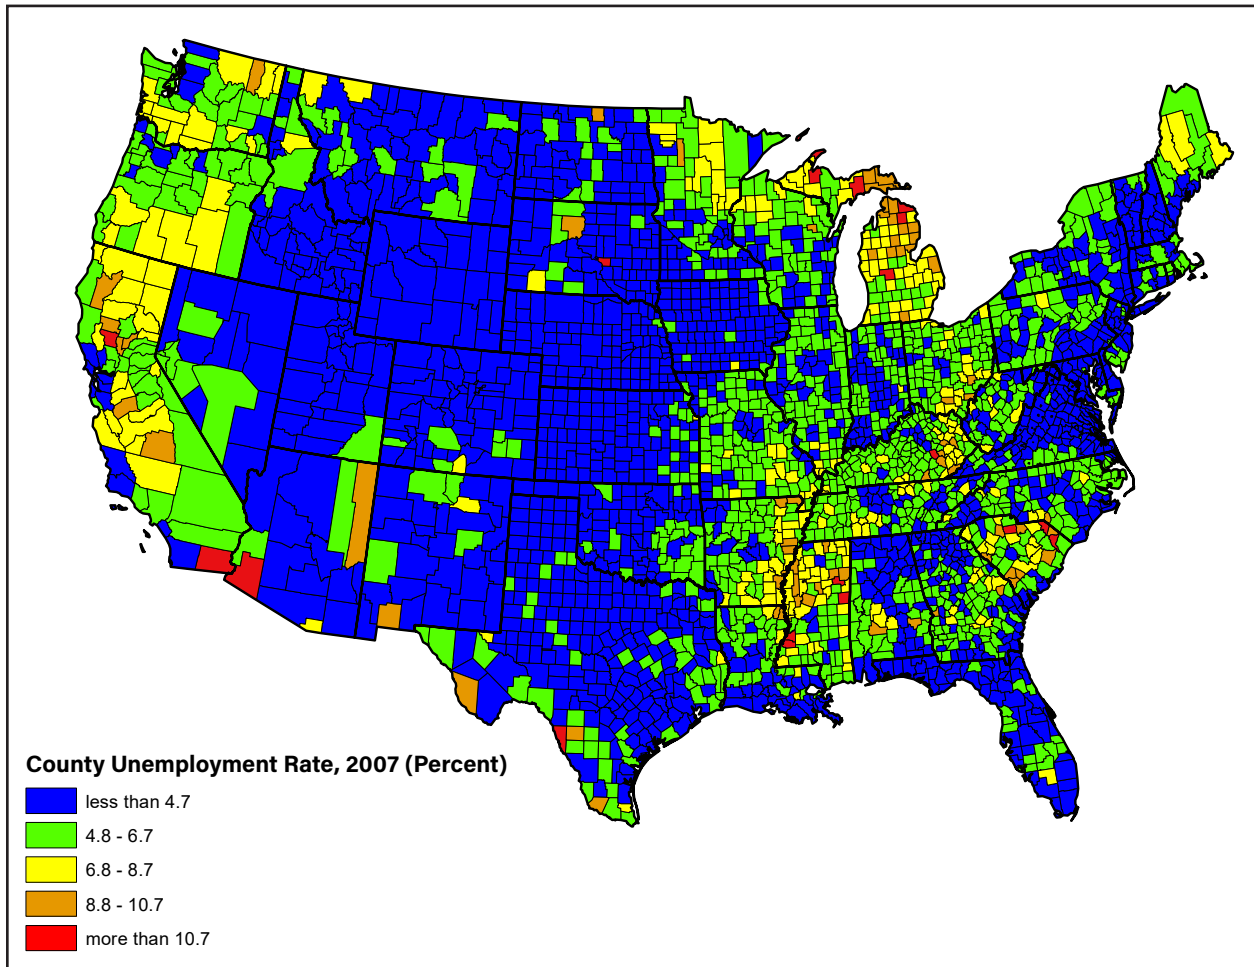 County Unemployment Rate, 2007 (Percent)
less than 4.7
4.8 - 6.7
6.8 - 8.7
8.8 - 10.7
more than 10.7